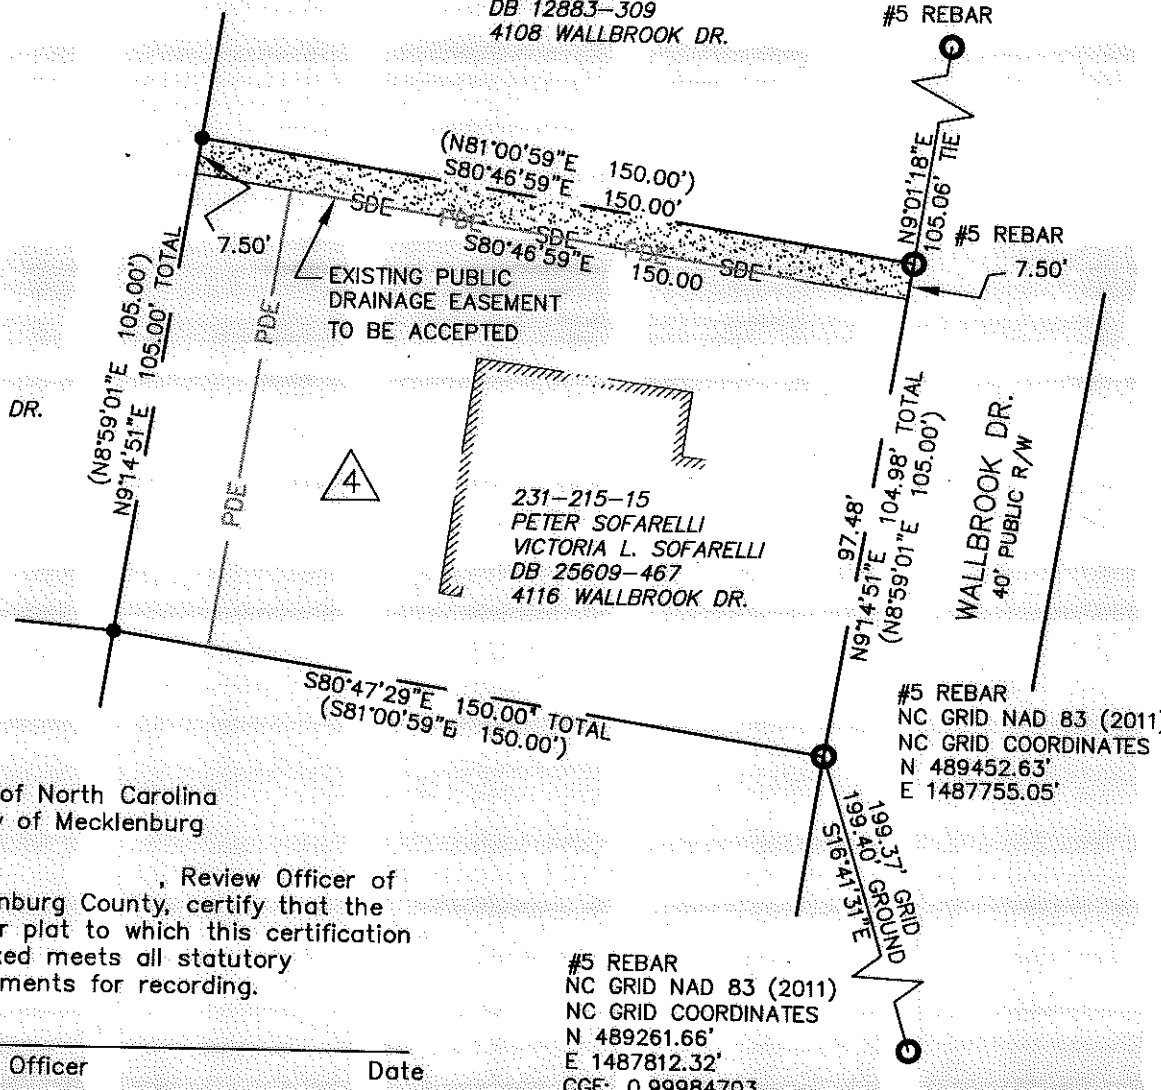 DB 12883-309
4108 WALLBROOK DR.
#5 REBAR
N9°01'18"E
105.06' TIE
(N81°00'59"E 150.00')
S80°46'59"E 150.00'
SDE PDE SDE PDE SDE
S80°46'59"E 150.00
#5 REBAR
7.50'
7.50'
EXISTING PUBLIC
DRAINAGE EASEMENT
TO BE ACCEPTED
(N8°59'01"E 105.00')
N9°14'51"E 105.00' TOTAL
PDE
PDE
DR.
4
231-215-15
PETER SOFARELLI
VICTORIA L. SOFARELLI
DB 25609-467
4116 WALLBROOK DR.
97.48'
N9°14'51"E 104.98' TOTAL
(N8°59'01"E 105.00')
WALLBROOK DR.
40' PUBLIC R/W
S80°47'29"E 150.00' TOTAL
(S81°00'59"E 150.00')
#5 REBAR
NC GRID NAD 83 (2011)
NC GRID COORDINATES
N 489452.63'
E 1487755.05'
199.37' GRID
199.40' GROUND
S16°41'31"E
of North Carolina
y of Mecklenburg
, Review Officer of
nburg County, certify that the
r plat to which this certification
xed meets all statutory
ments for recording.
Officer Date
#5 REBAR
NC GRID NAD 83 (2011)
NC GRID COORDINATES
N 489261.66'
E 1487812.32'
CGF: 0.99984703